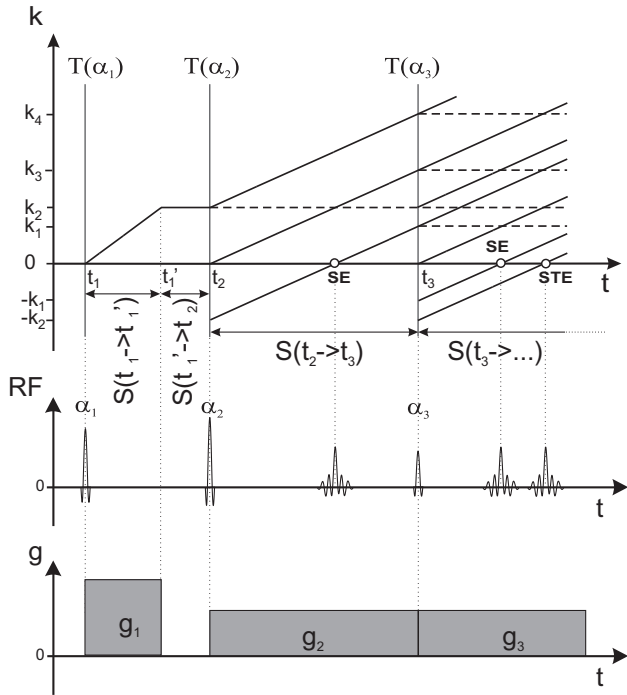 k
T(α₁) T(α₂) T(α₃)
k₄
k₃
k₂
k₁
0
t₁ t₁' t₂ SE t₃ SE STE t
-k₁
-k₂
S(t₁->t₁')
S(t₁'->t₂)
S(t₂->t₃)
S(t₃->...)
RF
α₁ α₂ α₃
0
t
g
g₁ g₂ g₃
0
t